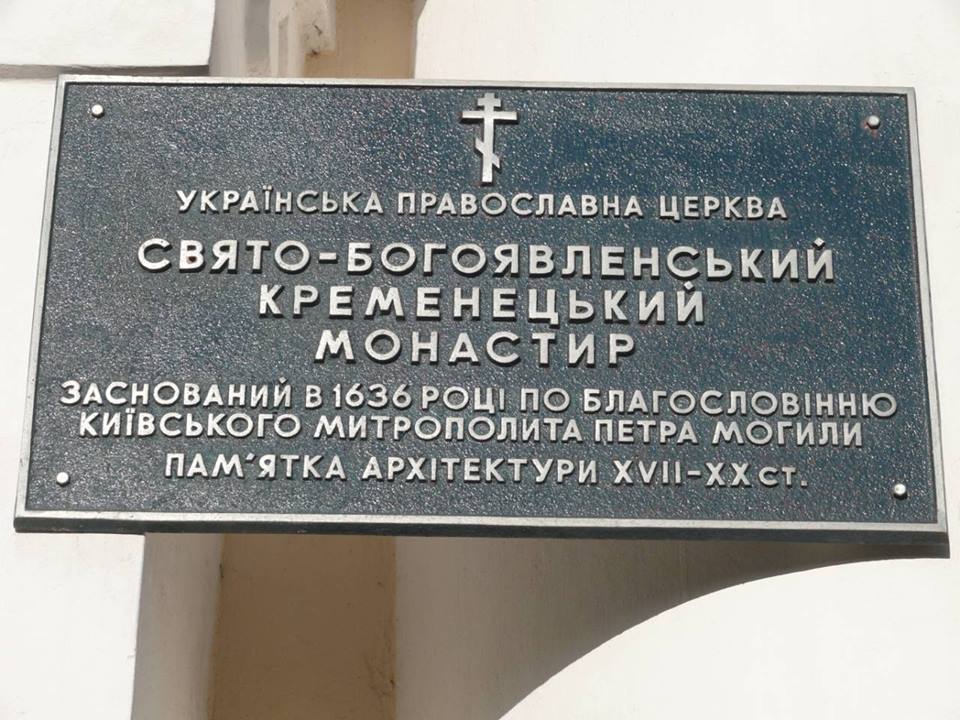 УКРАЇНСЬКА ПРАВОСЛАВНА ЦЕРКВА
СВЯТО-БОГОЯВЛЕНСЬКИЙ
КРЕМЕНЕЦЬКИЙ
МОНАСТИР
ЗАСНОВАНИЙ В 1636 РОЦІ ПО БЛАГОСЛОВІННЮ
КИЇВСЬКОГО МИТРОПОЛИТА ПЕТРА МОГИЛИ
ПАМ'ЯТКА АРХІТЕКТУРИ XVII-XX СТ.